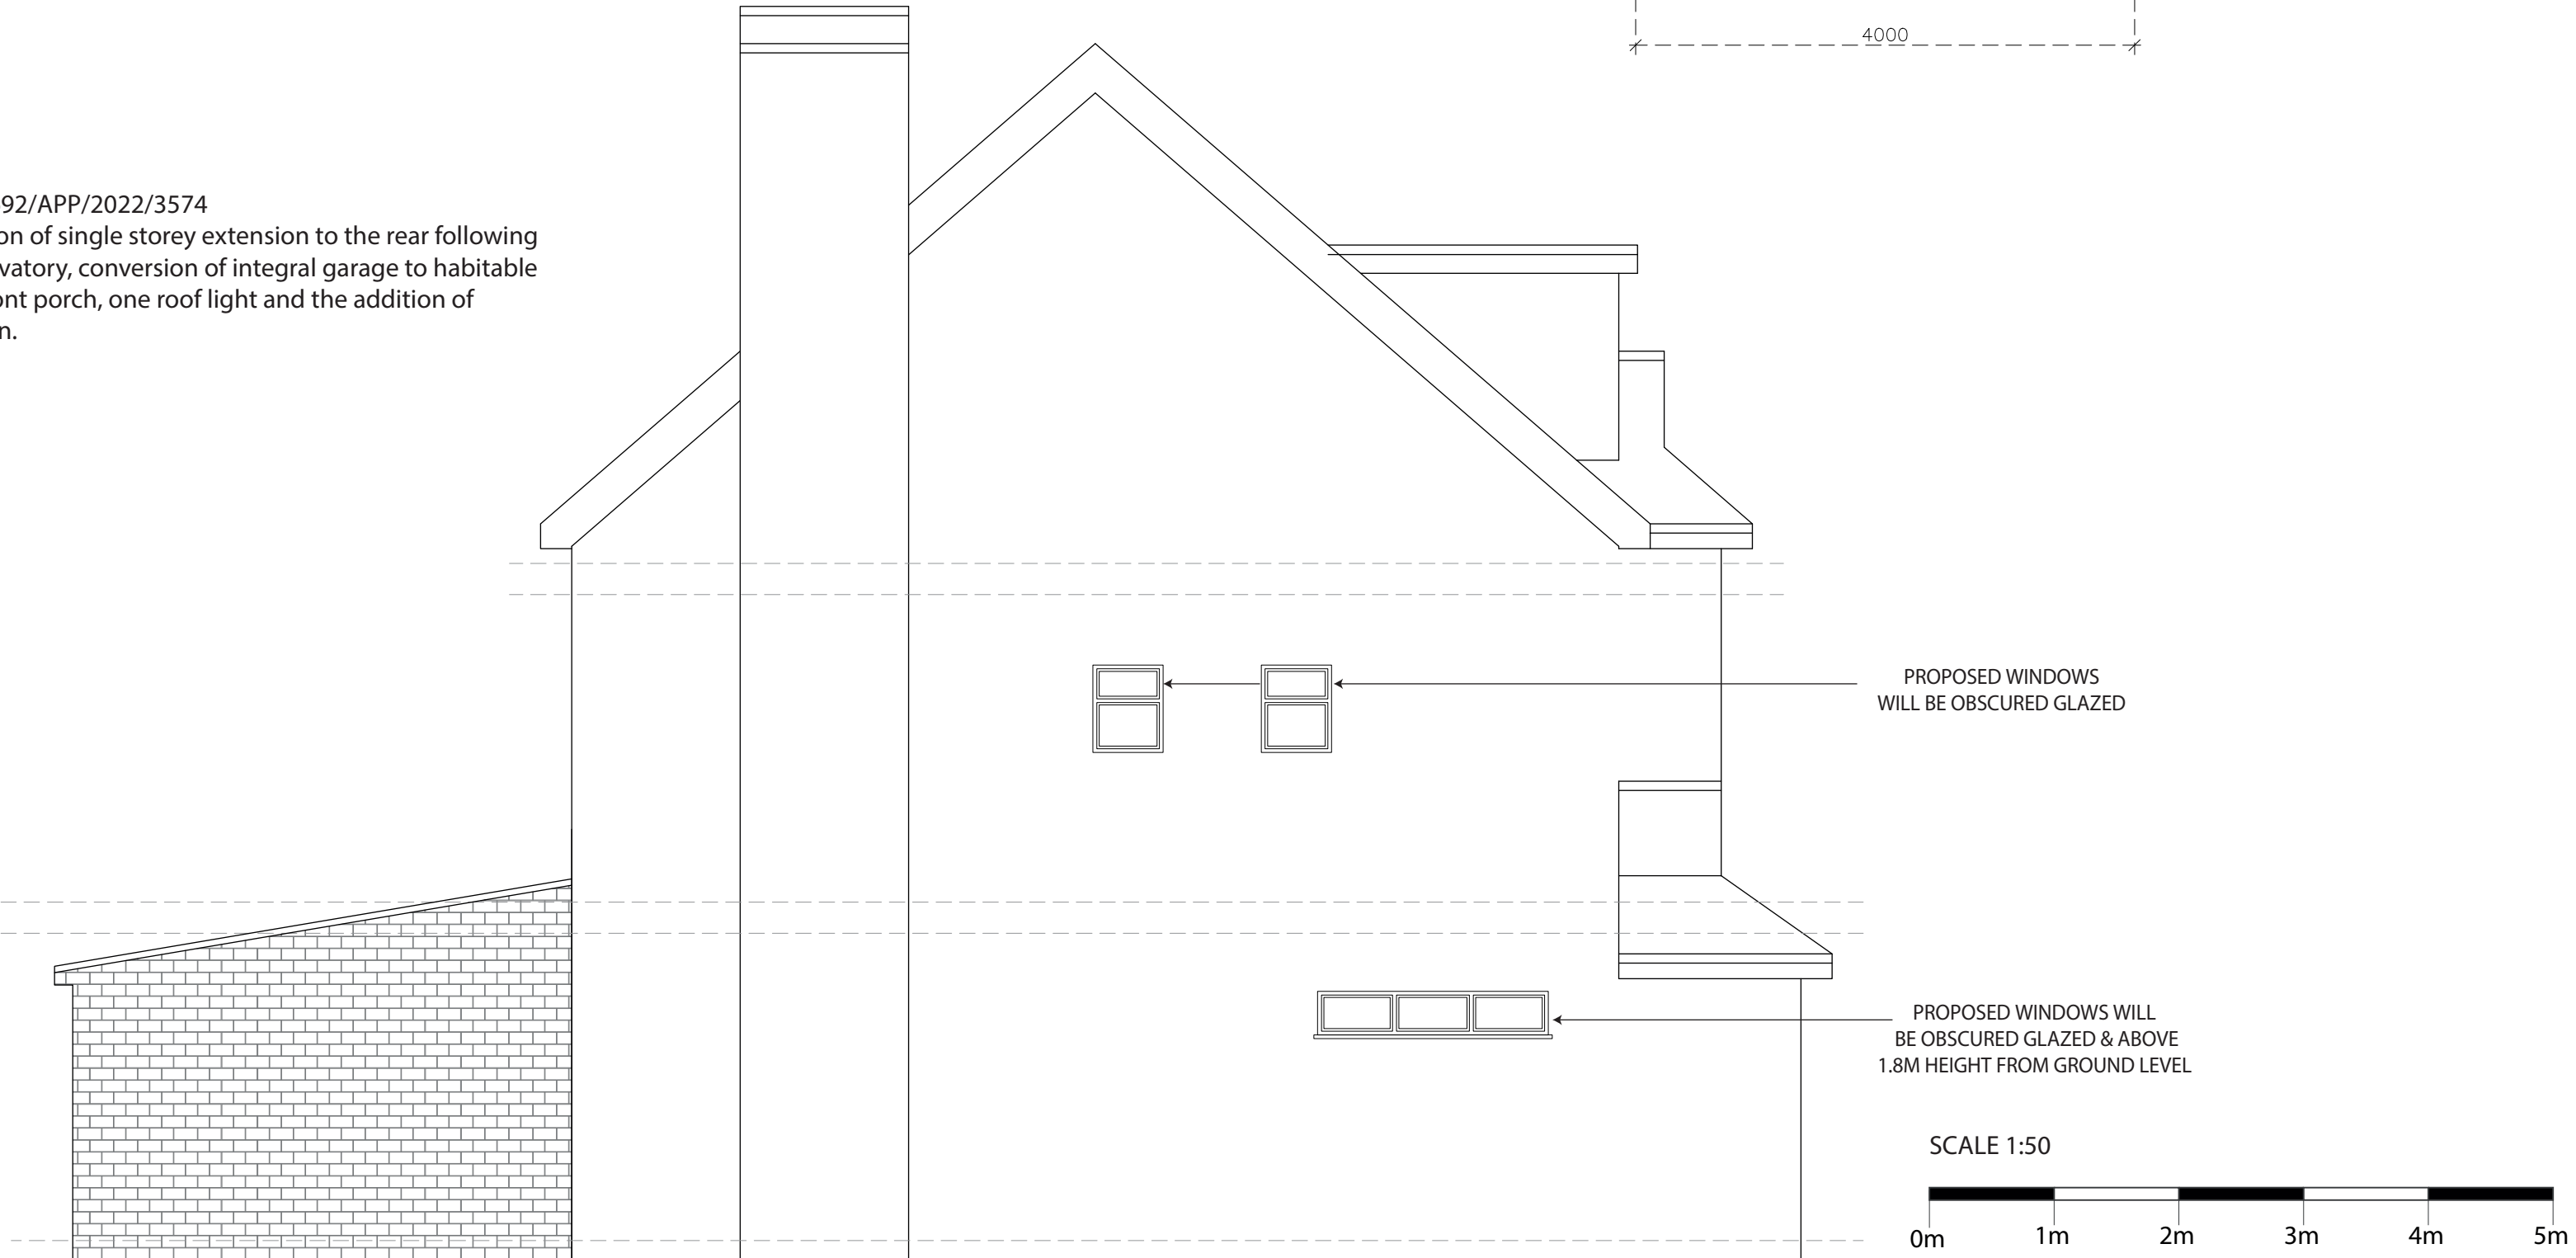 4000
92/APP/2022/3574
on of single storey extension to the rear following
vatory, conversion of integral garage to habitable
ont porch, one roof light and the addition of
n.
PROPOSED WINDOWS
WILL BE OBSCURED GLAZED
PROPOSED WINDOWS WILL
BE OBSCURED GLAZED & ABOVE
1.8M HEIGHT FROM GROUND LEVEL
SCALE 1:50
0m 1m 2m 3m 4m 5m